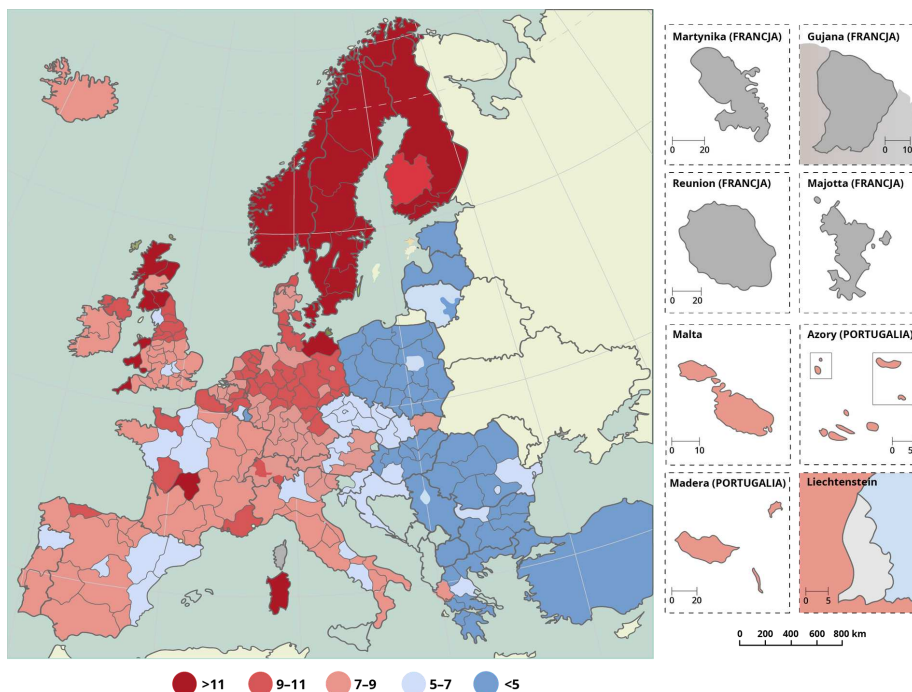 Martynika (FRANCJA)
0 20
Gujana (FRANCJA)
0 10
Reunion (FRANCJA)
0 20
Majotta (FRANCJA)
Malta
0 10
Azory (PORTUGALIA)
0 5
Madera (PORTUGALIA)
0 20
Liechtenstein
0 5
0 200 400 600 800 km
>11 9–11 7–9 5–7 <5